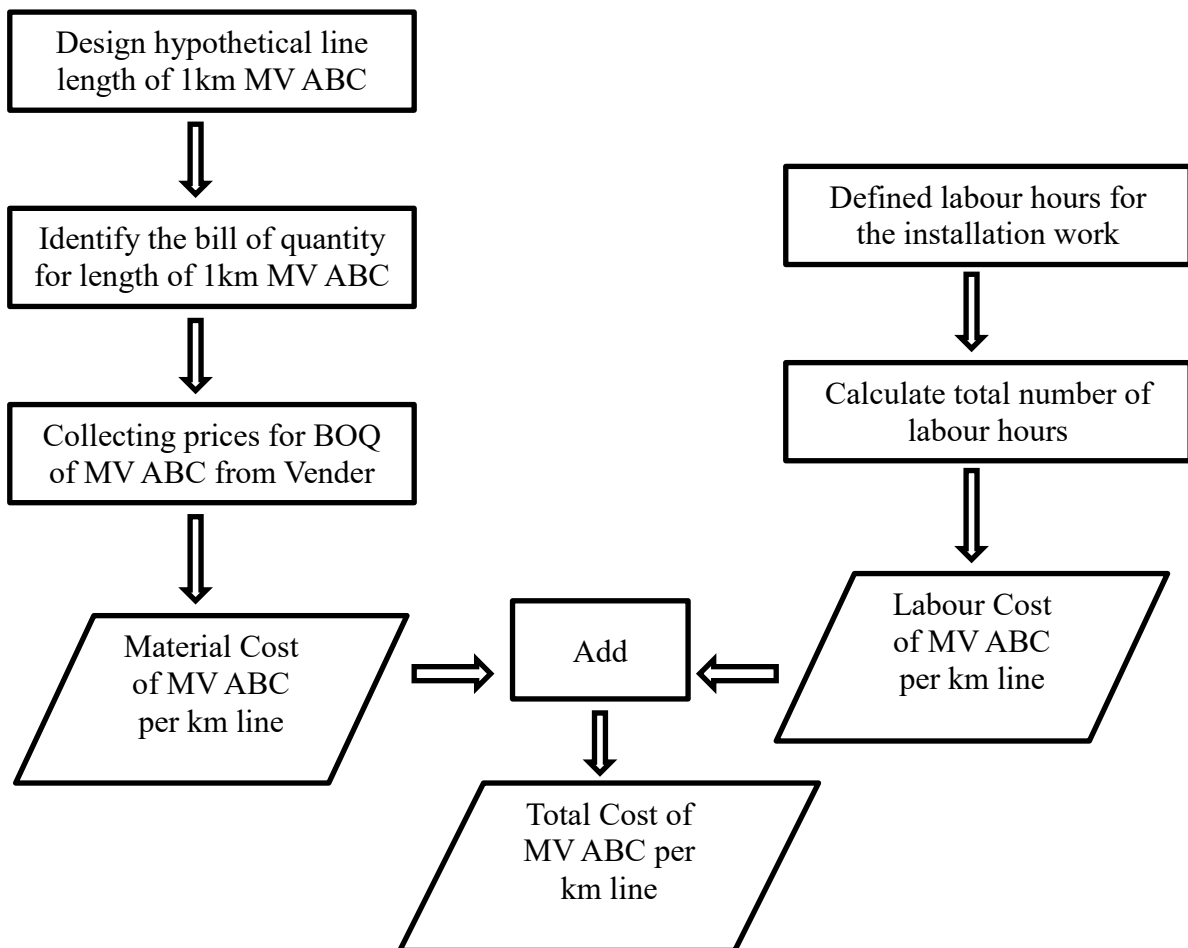 Design hypothetical line
length of 1km MV ABC
Identify the bill of quantity
for length of 1km MV ABC
Collecting prices for BOQ
of MV ABC from Vender
Material Cost
of MV ABC
per km line
Defined labour hours for
the installation work
Calculate total number of
labour hours
Labour Cost
of MV ABC
per km line
Add
Total Cost of
MV ABC per
km line